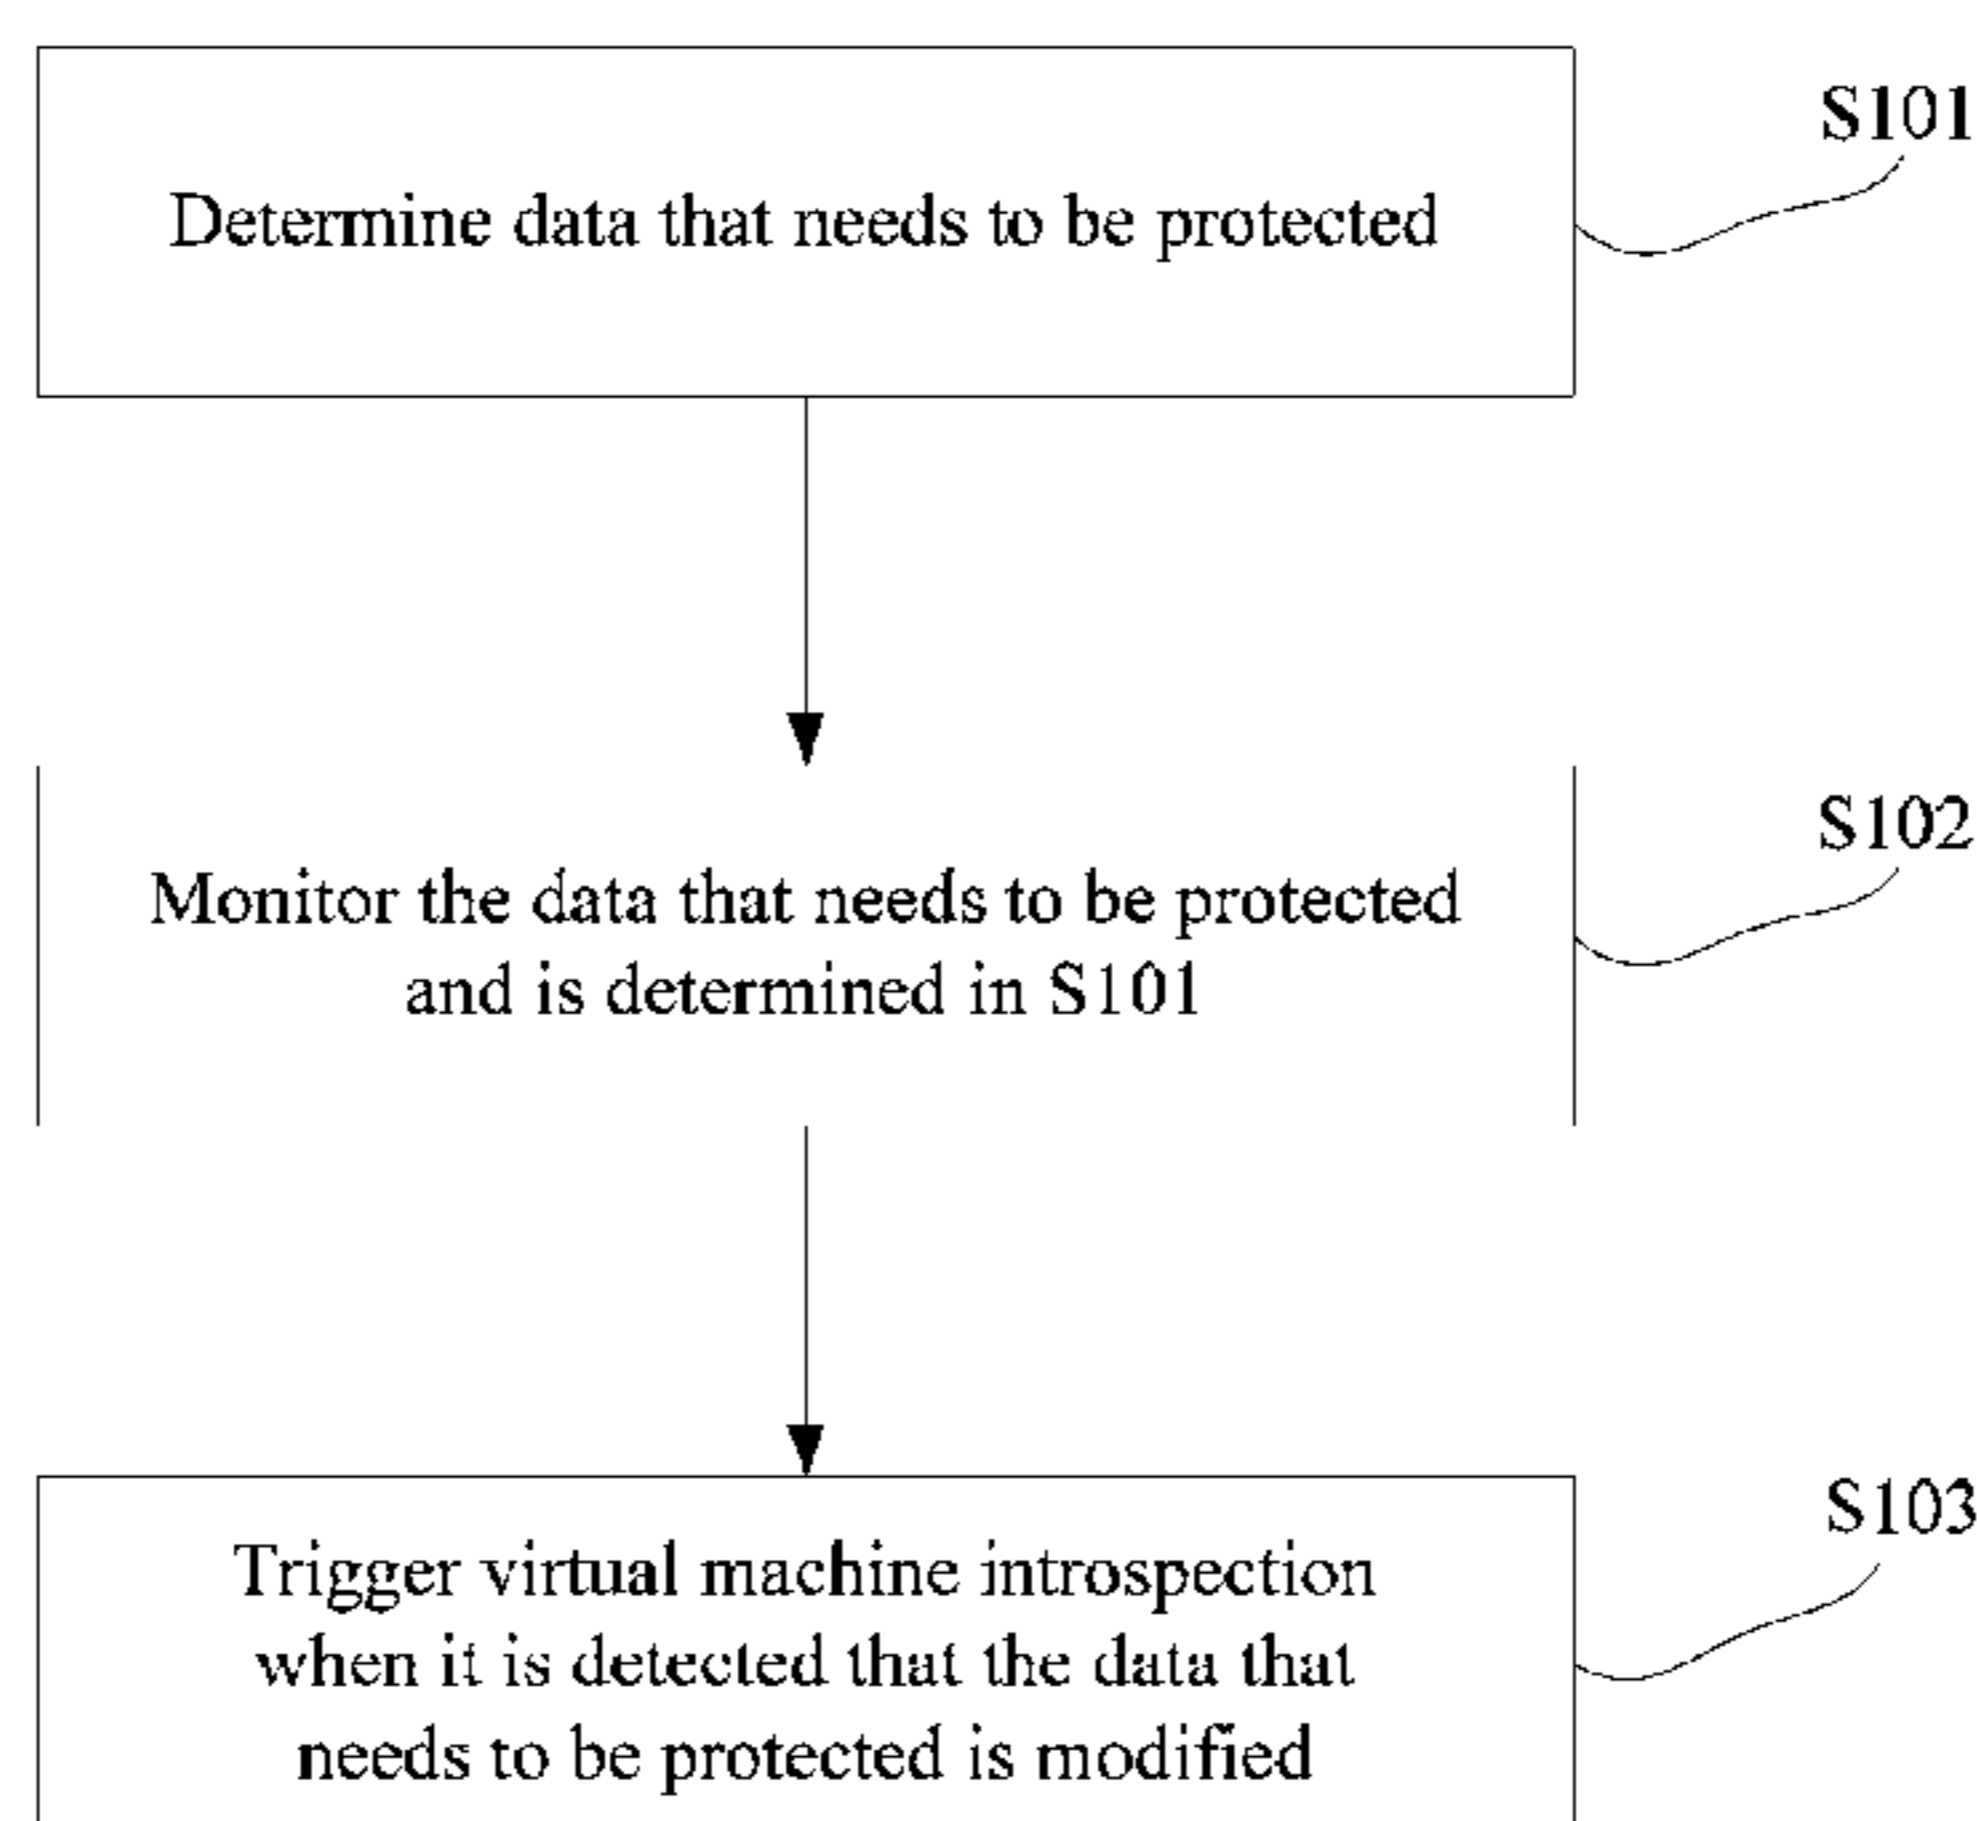 S101
Determine data that needs to be protected
S102
Monitor the data that needs to be protected
and is determined in S101
S103
Trigger virtual machine introspection
when it is detected that the data that
needs to be protected is modified